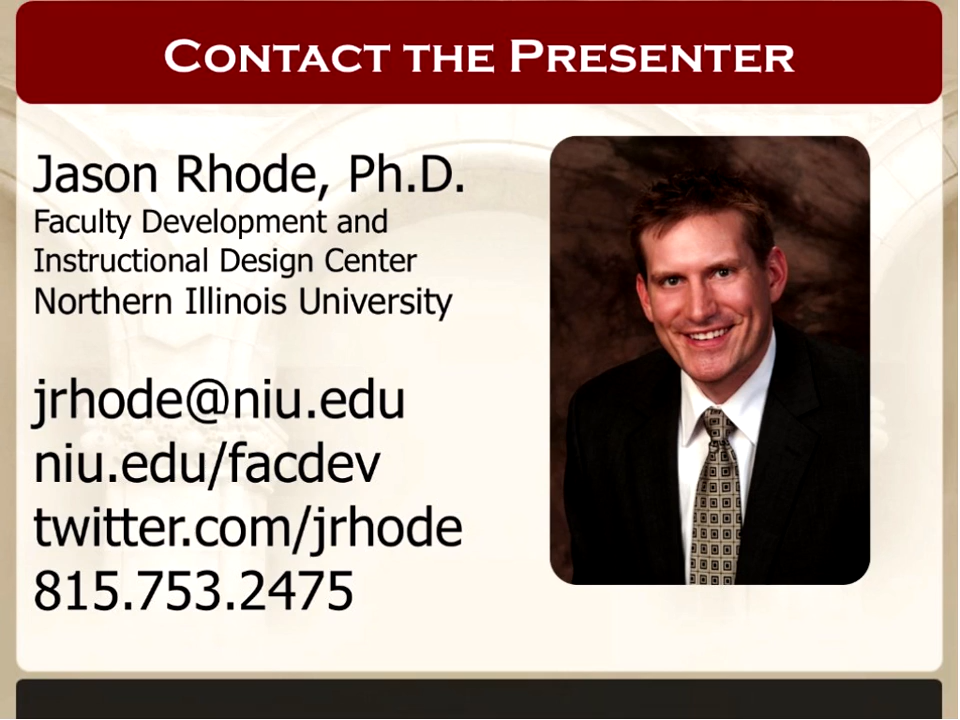 Contact the Presenter
Jason Rhode, Ph.D.
Faculty Development and
Instructional Design Center
Northern Illinois University
jrhode@niu.edu
niu.edu/facdev
twitter.com/jrhode
815.753.2475